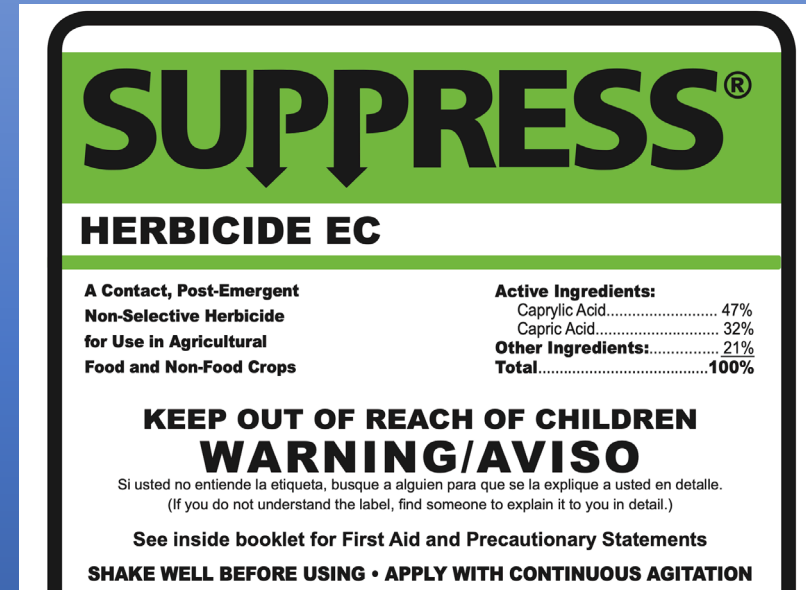 SUPPRESS®
HERBICIDE EC
A Contact, Post-Emergent
Non-Selective Herbicide
for Use in Agricultural
Food and Non-Food Crops
Active Ingredients:
Caprylic Acid.......................... 47%
Capric Acid............................ 32%
Other Ingredients:................ 21%
Total........................................100%
KEEP OUT OF REACH OF CHILDREN
WARNING/AVISO
Si usted no entiende la etiqueta, busque a alguien para que se la explique a usted en detalle.
(If you do not understand the label, find someone to explain it to you in detail.)
See inside booklet for First Aid and Precautionary Statements
SHAKE WELL BEFORE USING • APPLY WITH CONTINUOUS AGITATION